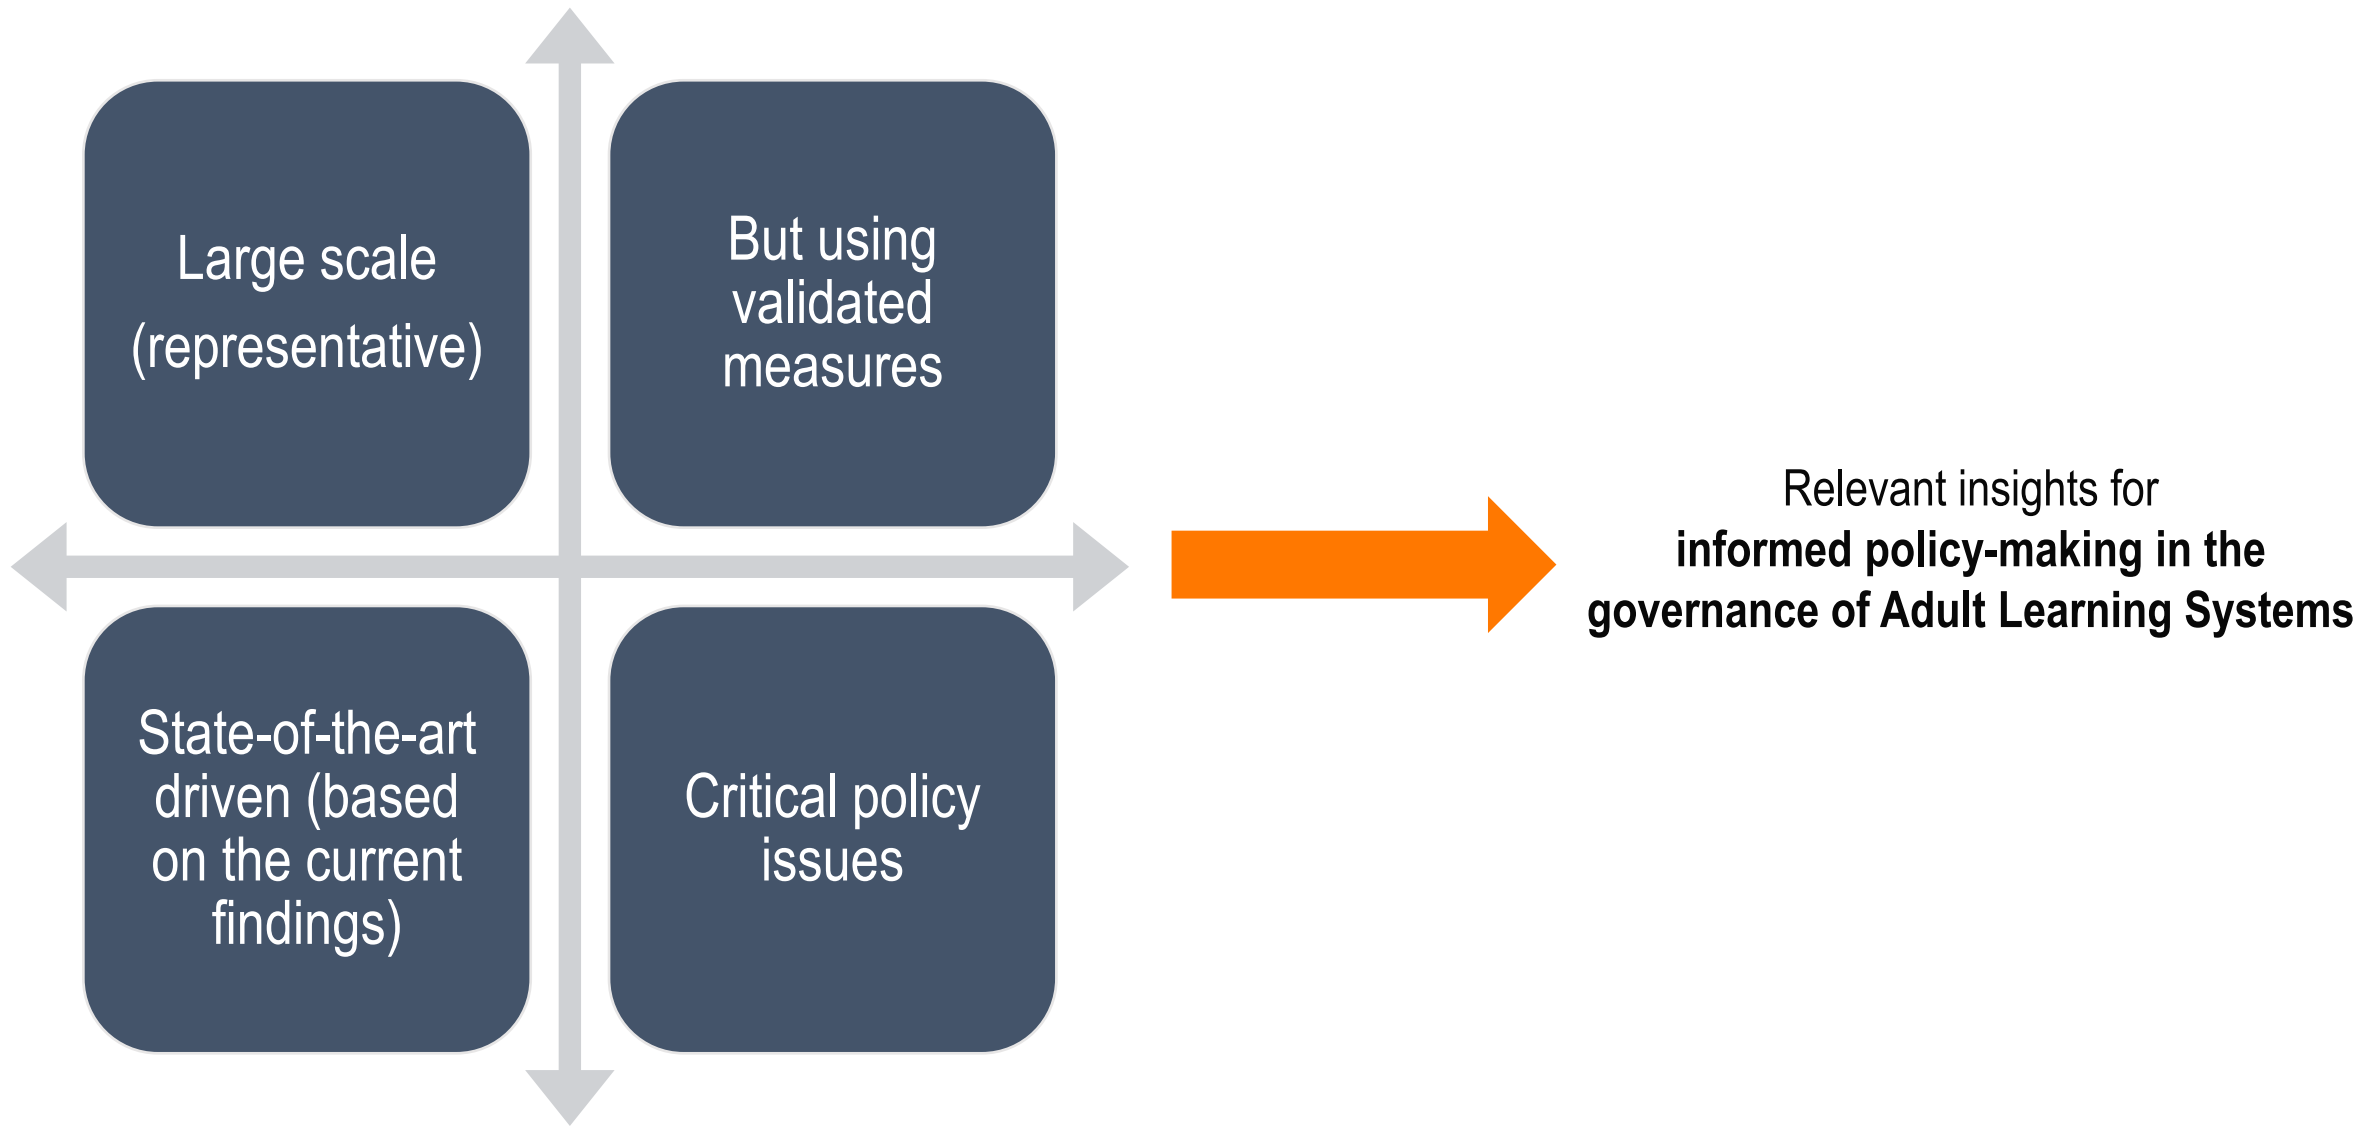 Large scale
(representative)
But using
validated
measures
State-of-the-art
driven (based
on the current
findings)
Critical policy
issues
Relevant insights for
informed policy-making in the
governance of Adult Learning Systems